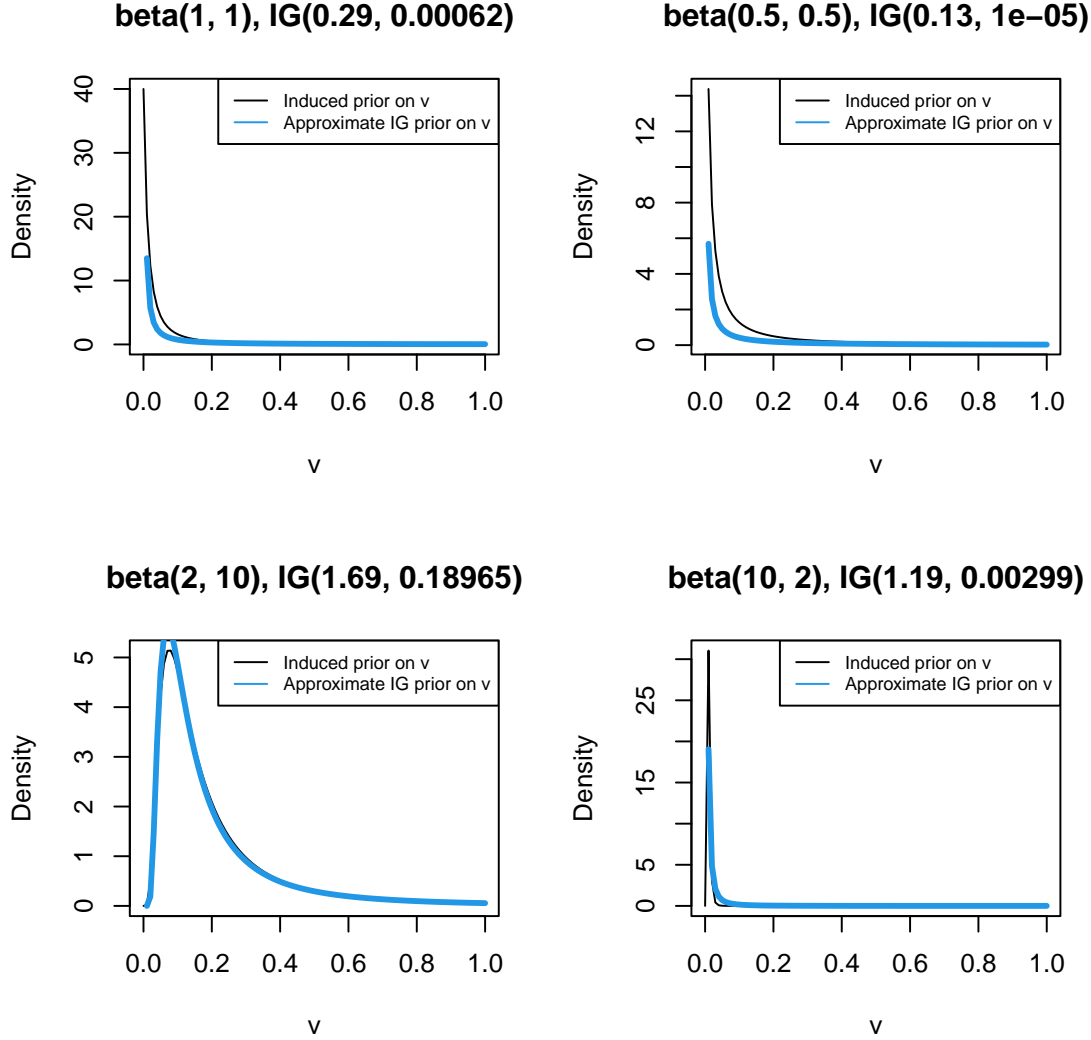 beta(1, 1), IG(0.29, 0.00062)
Induced prior on v
Approximate IG prior on v
Density
0
10
20
30
40
0.0 0.2 0.4 0.6 0.8 1.0
v
beta(0.5, 0.5), IG(0.13, 1e−05)
Induced prior on v
Approximate IG prior on v
Density
0
4
8
12
0.0 0.2 0.4 0.6 0.8 1.0
v
beta(2, 10), IG(1.69, 0.18965)
Induced prior on v
Approximate IG prior on v
Density
0
1
2
3
4
5
0.0 0.2 0.4 0.6 0.8 1.0
v
beta(10, 2), IG(1.19, 0.00299)
Induced prior on v
Approximate IG prior on v
Density
0
5
15
25
0.0 0.2 0.4 0.6 0.8 1.0
v